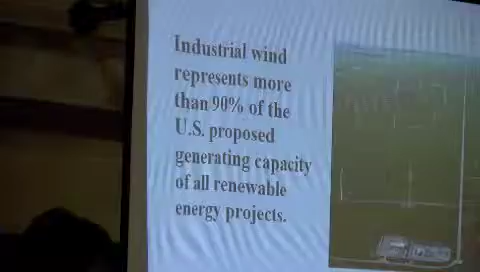 Industrial wind
represents more
than 90% of the
U.S. proposed
generating capacity
of all renewable
energy projects.